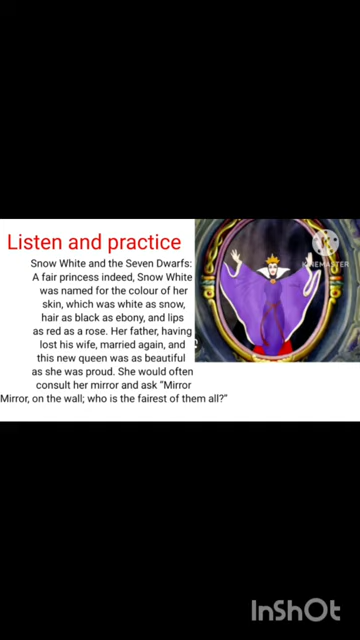 Listen and practice
Snow White and the Seven Dwarfs:
A fair princess indeed, Snow White
was named for the colour of her
skin, which was white as snow,
hair as black as ebony, and lips
as red as a rose. Her father, having
lost his wife, married again, and
this new queen was as beautiful
as she was proud. She would often
consult her mirror and ask “Mirror
Mirror, on the wall; who is the fairest of them all?”
KINEMASTER
InShOt